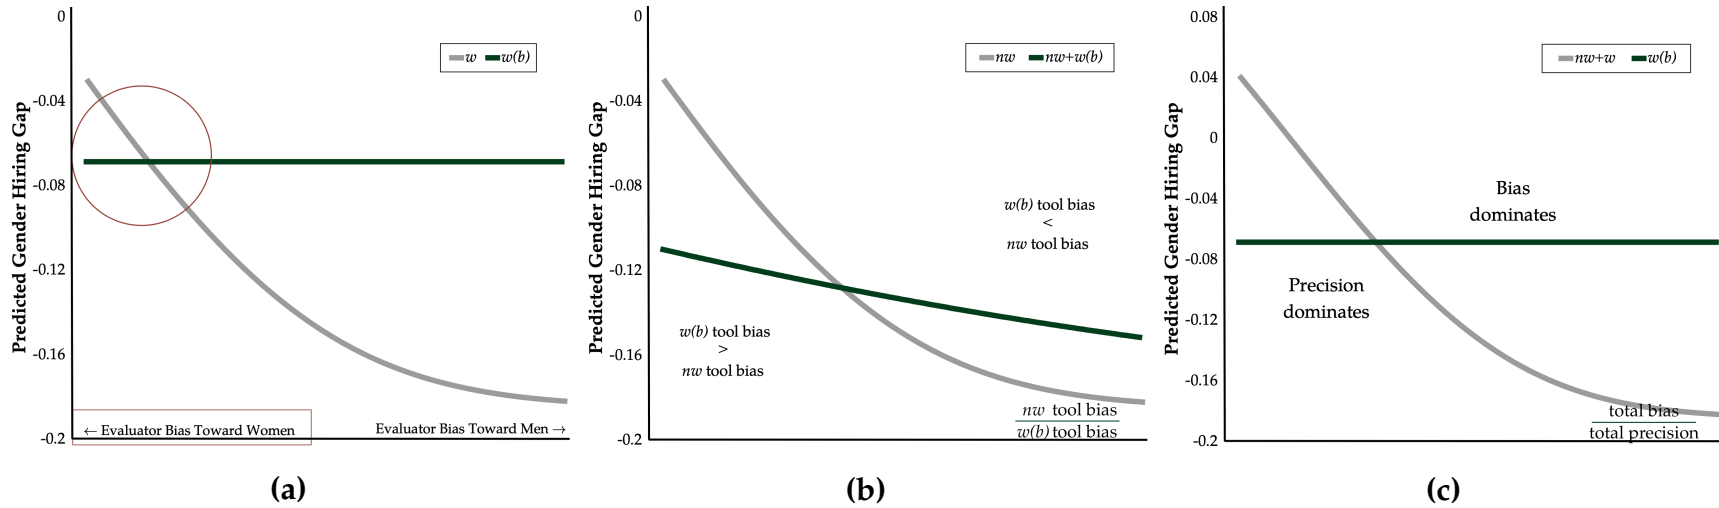 0
-0.04
-0.08
-0.12
-0.16
-0.2
Predicted Gender Hiring Gap
w w(b)
← Evaluator Bias Toward Women
Evaluator Bias Toward Men →
(a)
0
-0.04
-0.08
-0.12
-0.16
-0.2
Predicted Gender Hiring Gap
nw nw+w(b)
w(b) tool bias
<
nw tool bias
w(b) tool bias
>
nw tool bias
nw tool bias
w(b) tool bias
(b)
0.08
0.04
0
-0.04
-0.08
-0.12
-0.16
-0.2
Predicted Gender Hiring Gap
nw+w w(b)
Bias
dominates
Precision
dominates
total bias
total precision
(c)